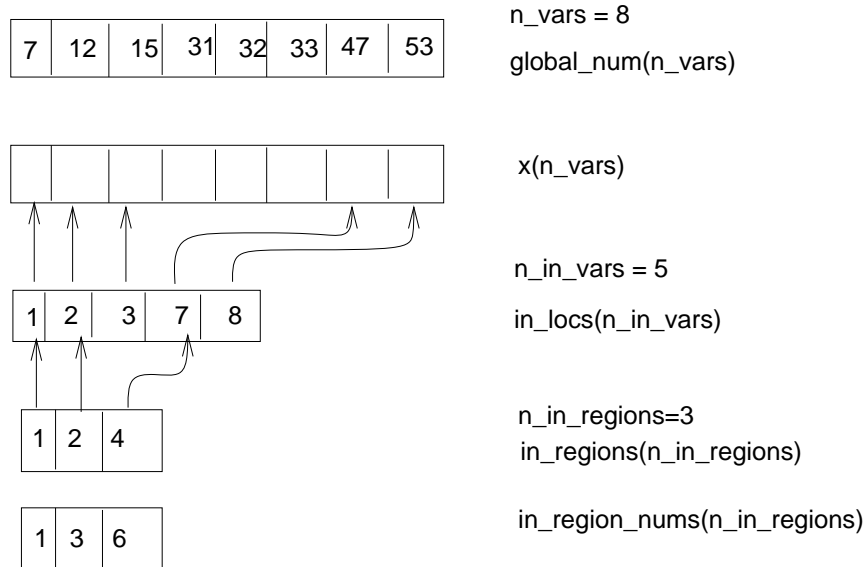 n_vars = 8
7 12 15 31 32 33 47 53
global_num(n_vars)
x(n_vars)
n_in_vars = 5
1 2 3 7 8
in_locs(n_in_vars)
n_in_regions=3
1 2 4
in_regions(n_in_regions)
in_region_nums(n_in_regions)
1 3 6